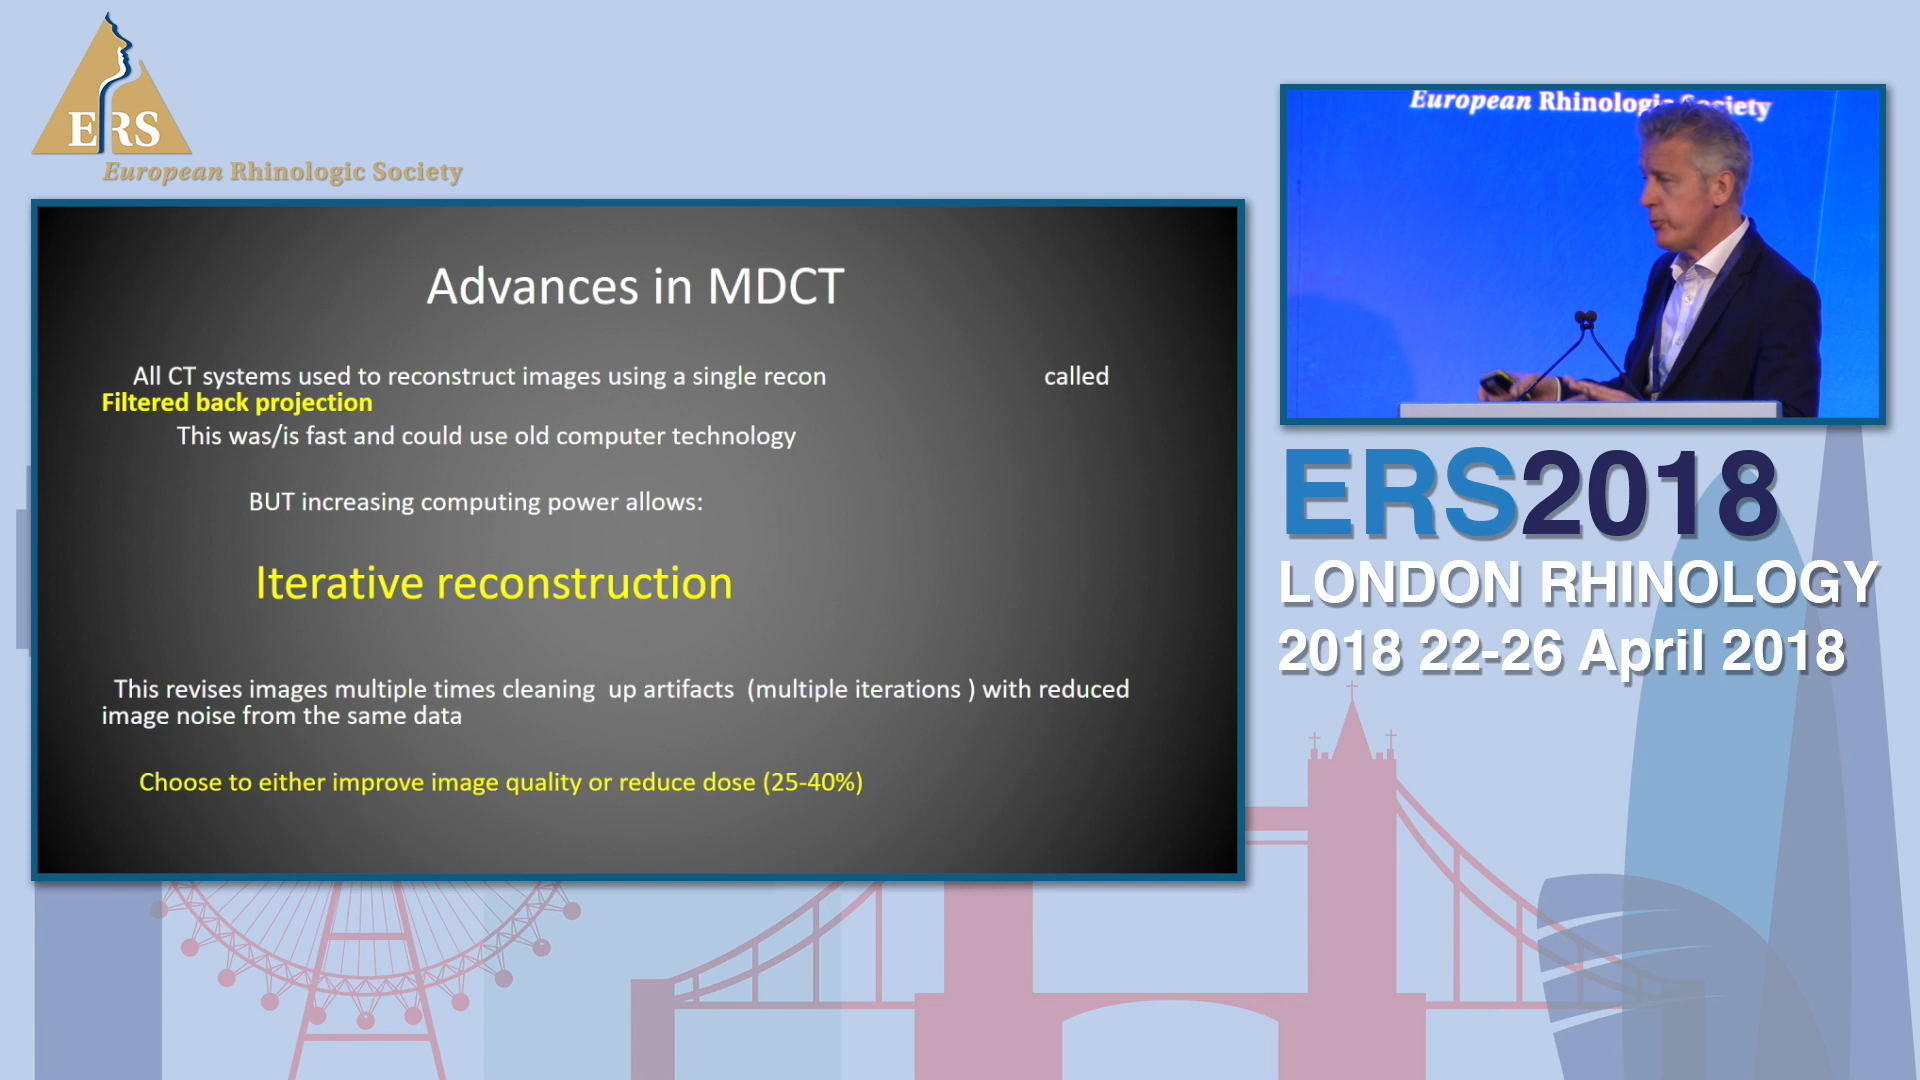 ERS
European Rhinologic Society
Advances in MDCT
All CT systems used to reconstruct images using a single recon called
Filtered back projection
This was/is fast and could use old computer technology
BUT increasing computing power allows:
Iterative reconstruction
This revises images multiple times cleaning up artifacts (multiple iterations ) with reduced
image noise from the same data
Choose to either improve image quality or reduce dose (25-40%)
European Rhinologic Society
ERS2018
LONDON RHINOLOGY
2018 22-26 April 2018